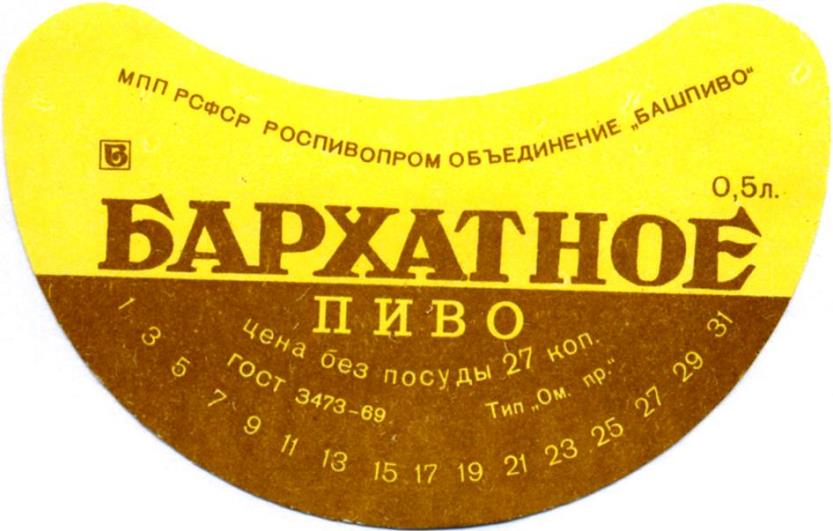 МПП РСФСР РОСПИВОПРОМ ОБЪЕДИНЕНИЕ „БАШПИВО“
0,5л.
БАРХАТНОЕ
ПИВО
цена без посуды 27 коп.
ГОСТ 3473-69
Тип „Ом. пр.“
1 3 5 7 9 11 13 15 17 19 21 23 25 27 29 31